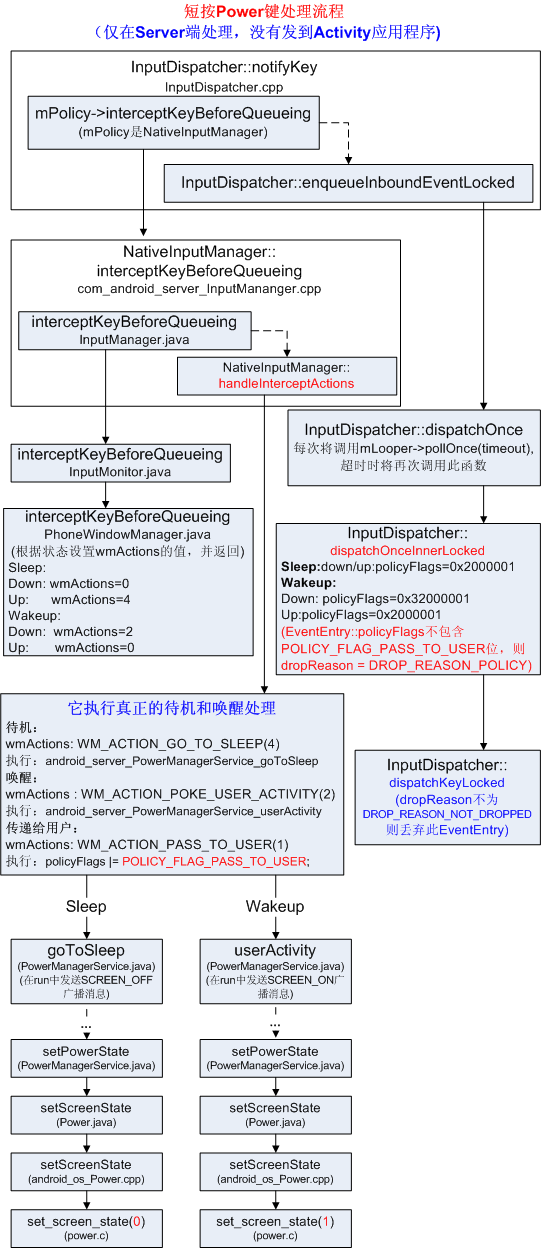 短按Power键处理流程
（仅在Server端处理，没有发到Activity应用程序)
InputDispatcher::notifyKey
InputDispatcher.cpp
mPolicy->interceptKeyBeforeQueueing
(mPolicy是NativeInputManager)
InputDispatcher::enqueueInboundEventLocked
NativeInputManager::
interceptKeyBeforeQueueing
com_android_server_InputMananger.cpp
interceptKeyBeforeQueueing
InputManager.java
NativeInputManager::
handleInterceptActions
interceptKeyBeforeQueueing
InputMonitor.java
interceptKeyBeforeQueueing
PhoneWindowManager.java
(根据状态设置wmActions的值，并返回)
Sleep:
Down: wmActions=0
Up: wmActions=4
Wakeup:
Down: wmActions=2
Up: wmActions=0
InputDispatcher::dispatchOnce
每次将调用mLooper->pollOnce(timeout),
超时时将再次调用此函数
InputDispatcher::
dispatchOnceInnerLocked
Sleep:down/up:policyFlags=0x2000001
Wakeup:
Down: policyFlags=0x32000001
Up:policyFlags=0x2000001
(EventEntry::policyFlags不包含
POLICY_FLAG_PASS_TO_USER位，则
dropReason = DROP_REASON_POLICY)
InputDispatcher::
dispatchKeyLocked
(dropReason不为
DROP_REASON_NOT_DROPPED
则丢弃此EventEntry)
它执行真正的待机和唤醒处理
待机：
wmActions: WM_ACTION_GO_TO_SLEEP(4)
执行：android_server_PowerManagerService_goToSleep
唤醒：
wmActions : WM_ACTION_POKE_USER_ACTIVITY(2)
执行：android_server_PowerManagerService_userActivity
传递给用户：
wmActions: WM_ACTION_PASS_TO_USER(1)
执行：policyFlags |= POLICY_FLAG_PASS_TO_USER;
Sleep
goToSleep
(PowerManagerService.java)
(在run中发送SCREEN_OFF
广播消息)
...
setPowerState
(PowerManagerService.java)
setScreenState
(Power.java)
setScreenState
(android_os_Power.cpp)
set_screen_state(0)
(power.c)
Wakeup
userActivity
(PowerManagerService.java)
(在run中发送SCREEN_ON广
播消息)
...
setPowerState
(PowerManagerService.java)
setScreenState
(Power.java)
setScreenState
(android_os_Power.cpp)
set_screen_state(1)
(power.c)